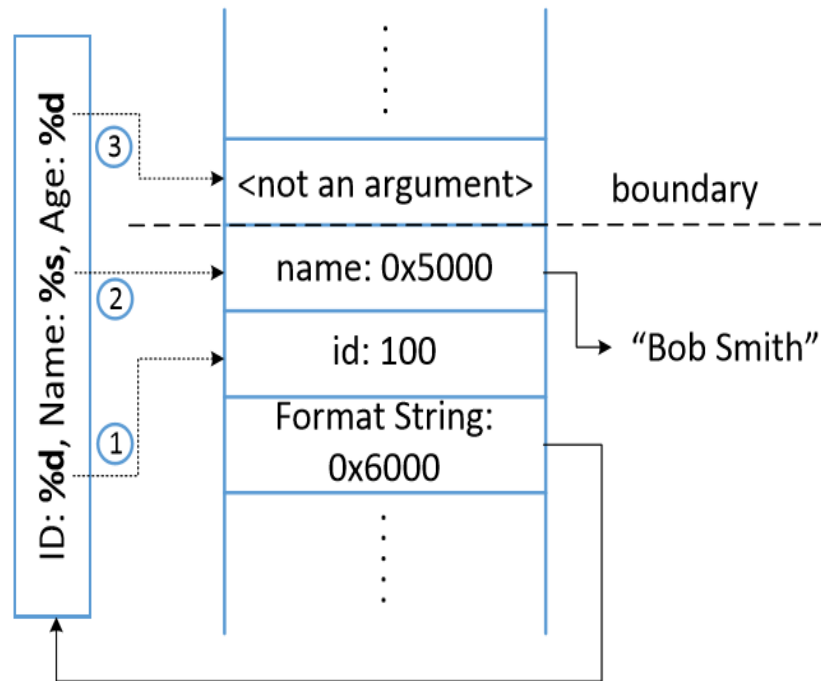 ID: %d, Name: %s, Age: %d
3
<not an argument>
boundary
2
name: 0x5000
"Bob Smith"
id: 100
1
Format String:
0x6000